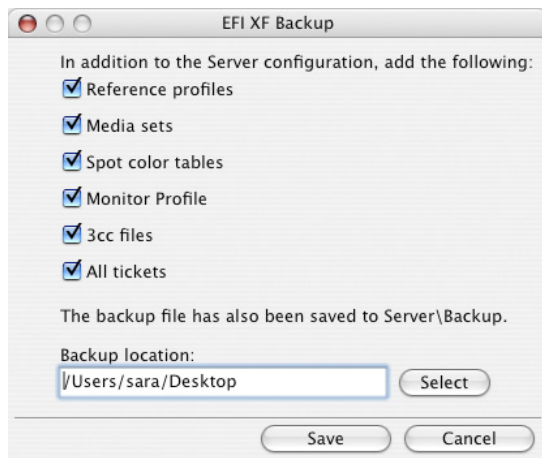 EFI XF Backup
In addition to the Server configuration, add the following:
Reference profiles
Media sets
Spot color tables
Monitor Profile
3cc files
All tickets
The backup file has also been saved to Server\Backup.
Backup location:
/Users/sara/Desktop
Select
Save
Cancel